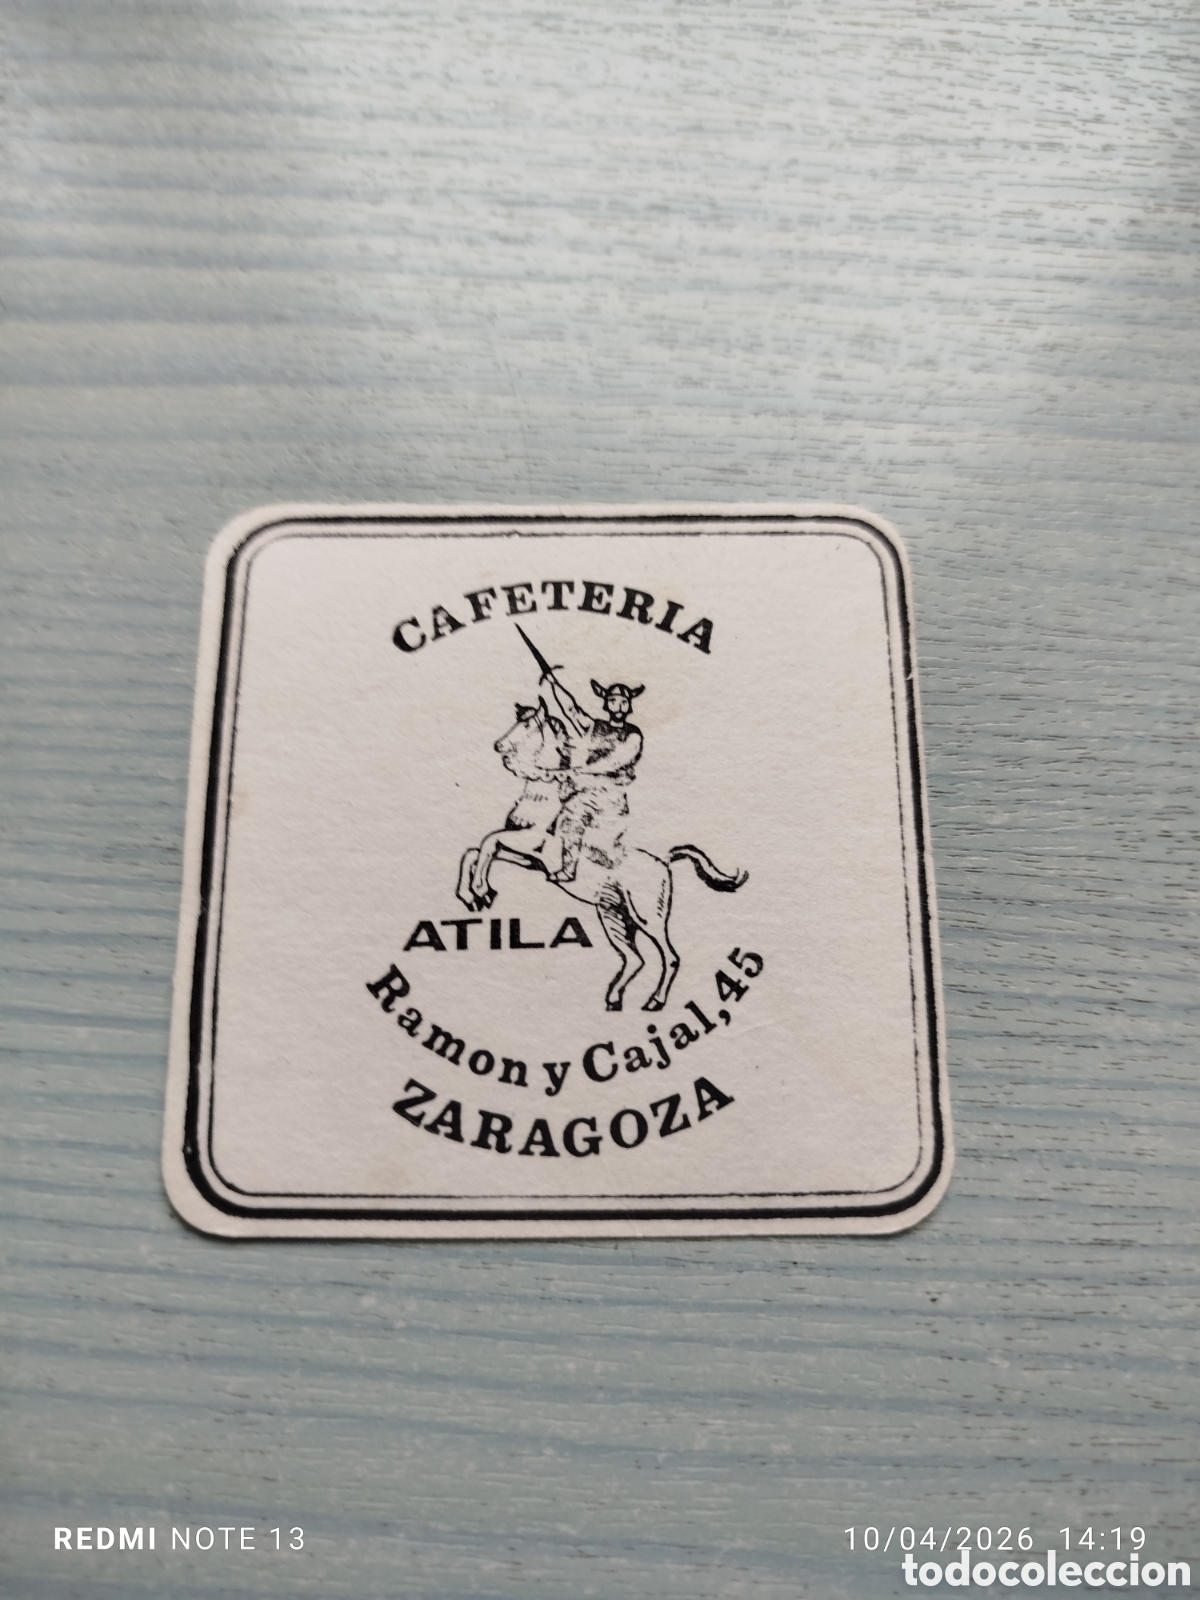 CAFETERIA
ATILA
Ramon y Cajal, 45
ZARAGOZA
REDMI NOTE 13
10/04/2026 14:19
todocoleccion